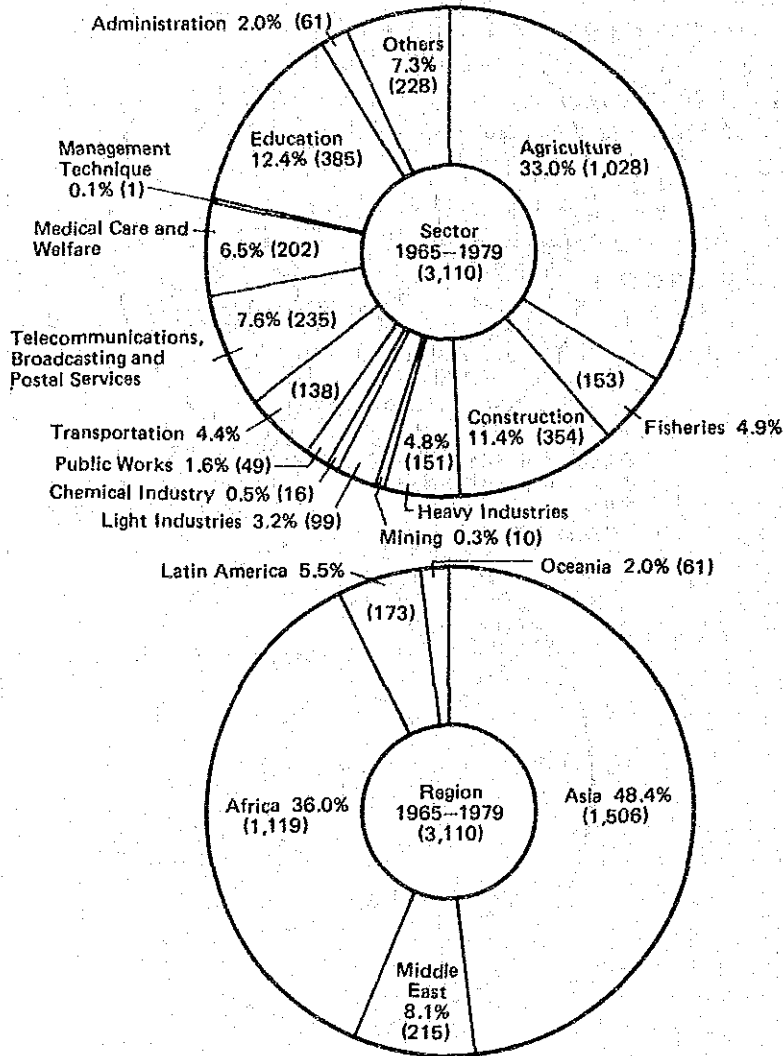 Administration 2.0% (61)
Others
7.3%
(228)
Agriculture
33.0% (1,028)
Education
12.4% (385)
Management
Technique
0.1% (1)
Medical Care and
Welfare
6.5% (202)
Sector
1965–1979
(3,110)
7.6% (235)
Telecommunications,
Broadcasting and
Postal Services
(153)
(138)
Construction
11.4% (354)
Fisheries 4.9%
Transportation 4.4%
4.8%
(151)
Public Works 1.6% (49)
Chemical Industry 0.5% (16)
Light Industries 3.2% (99)
Heavy Industries
Mining 0.3% (10)
Latin America 5.5%
Oceania 2.0% (61)
(173)
Africa 36.0%
(1,119)
Region
1965–1979
(3,110)
Asia 48.4%
(1,506)
Middle
East
8.1%
(215)